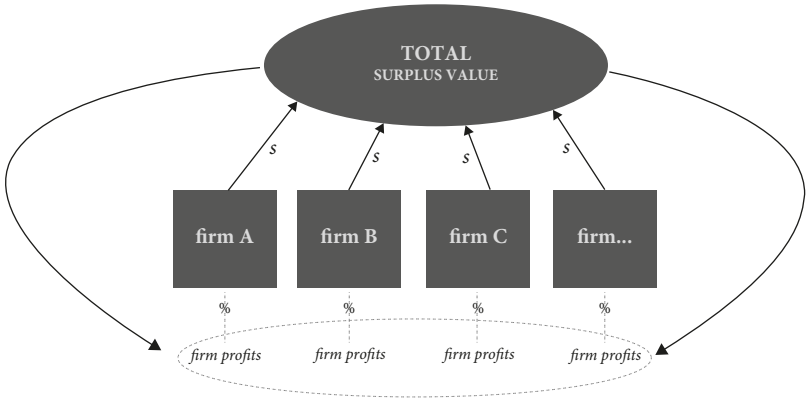 TOTAL
SURPLUS VALUE
s
s
s
s
firm A
firm B
firm C
firm...
%
%
%
%
firm profits
firm profits
firm profits
firm profits